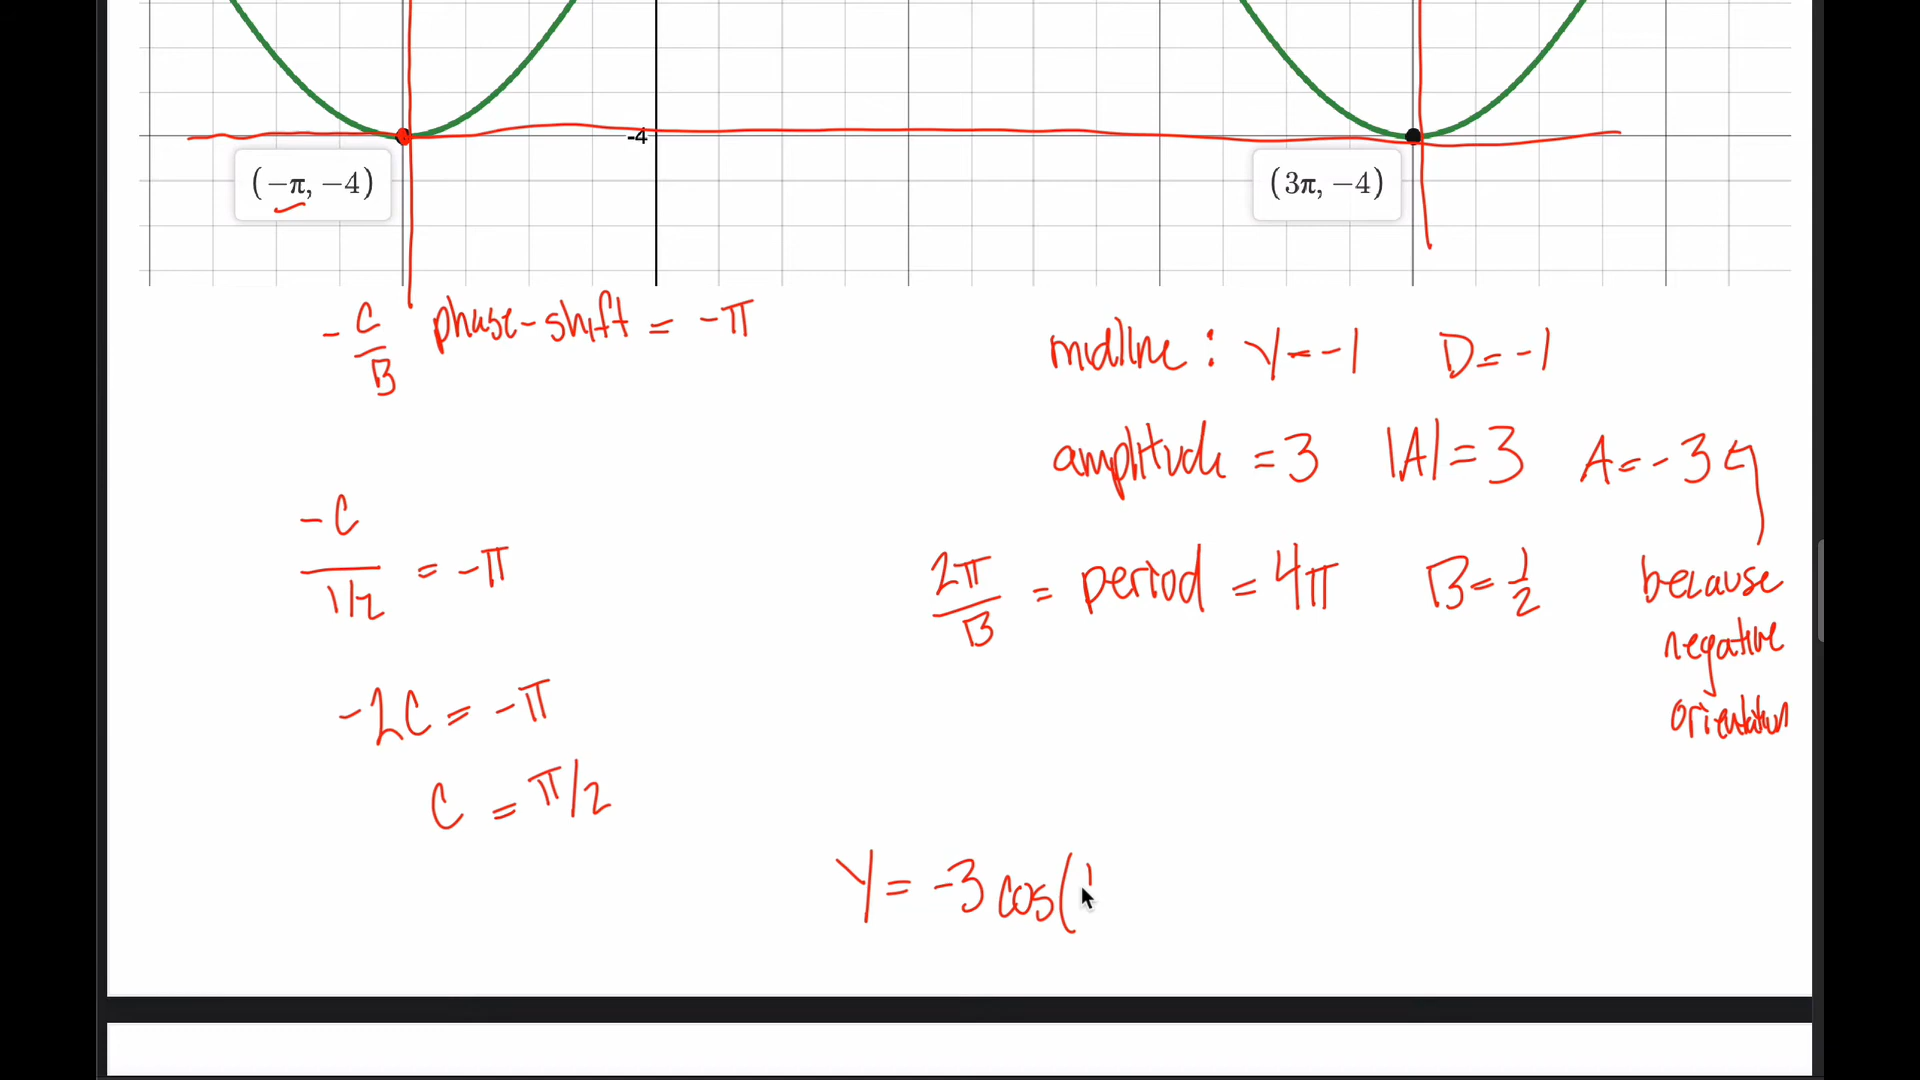 -4
(−π, −4)
(3π, −4)
-C/B phase-shift = -π
midline : Y=-1 D=-1
amplitude = 3 |A|=3 A=-3
-C/1/2 = -π
2π/B = period = 4π B=1/2
because
negative
orientation
-2C = -π
C = π/2
Y = -3 cos(1